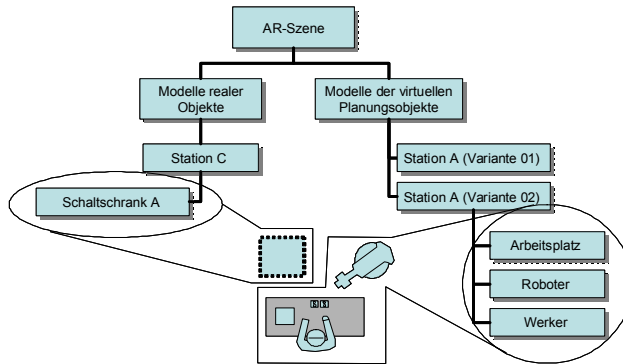 AR-Szene
Modelle realer
Objekte
Modelle der virtuellen
Planungsobjekte
Station C
Station A (Variante 01)
Schaltschrank A
Station A (Variante 02)
Arbeitsplatz
Roboter
Werker